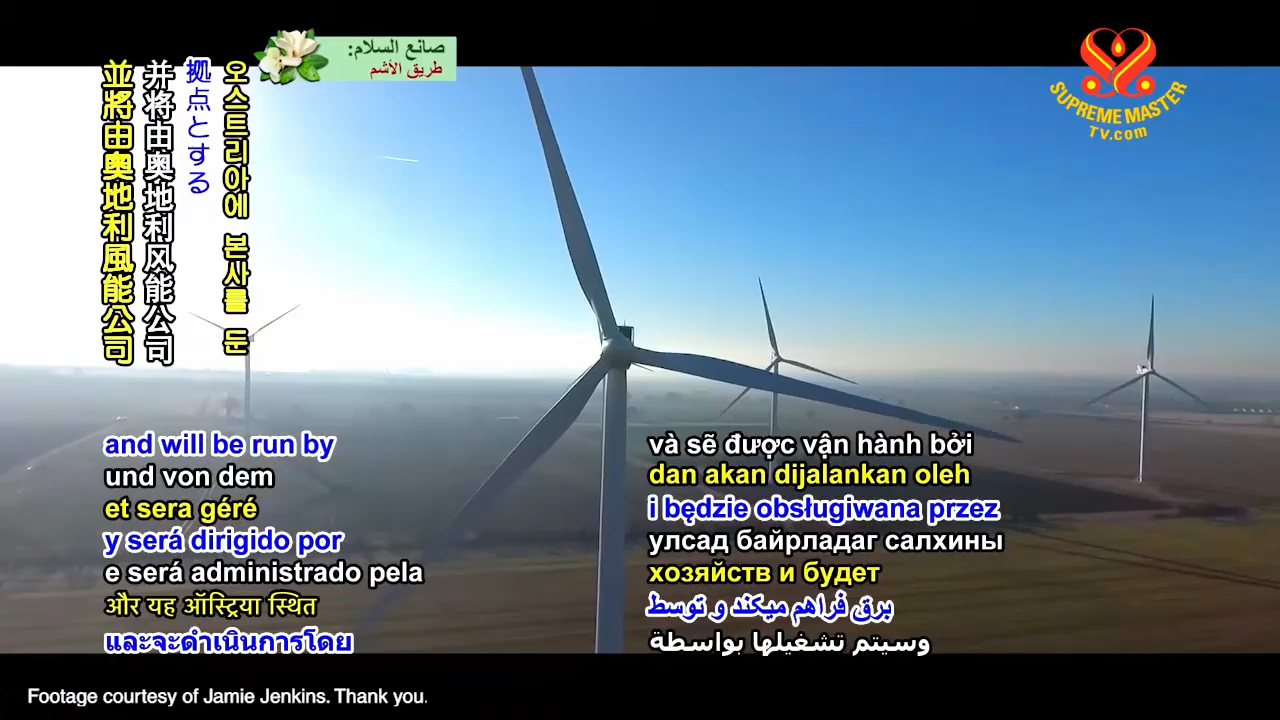 صانع السلام:
طريق الأشم
SUPREME MASTER
TV.com
오스트리아에 본사를 둔
拠点とする
并将由奥地利风能公司
並將由奧地利風能公司
and will be run by
und von dem
et sera géré
y será dirigido por
e será administrado pela
और यह ऑस्ट्रिया स्थित
และจะดำเนินการโดย
và sẽ được vận hành bởi
dan akan dijalankan oleh
i będzie obsługiwana przez
улсад байрладаг салхины
хозяйств и будет
برق فراهم میکند و توسط
وسيتم تشغيلها بواسطة
Footage courtesy of Jamie Jenkins. Thank you.